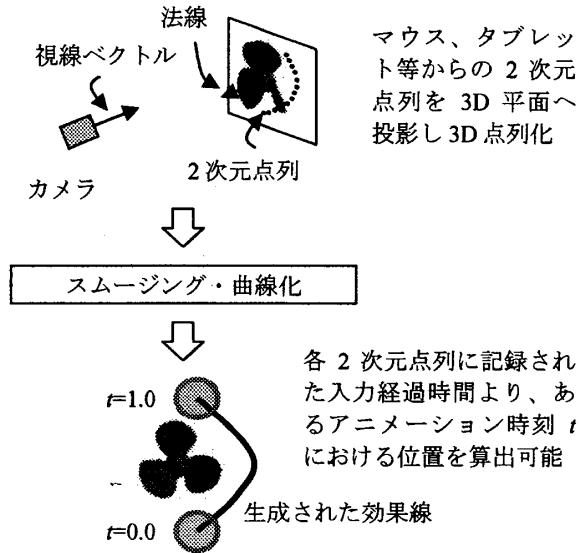 法線
視線ベクトル
カメラ
2次元点列
マウス、タブレッ
ト等からの 2 次元
点列を 3D 平面へ
投影し 3D 点列化
スムージング・曲線化
各 2 次元点列に記録され
た入力経過時間より、あ
るアニメーション時刻 t
における位置を算出可能
t=1.0
t=0.0
生成された効果線